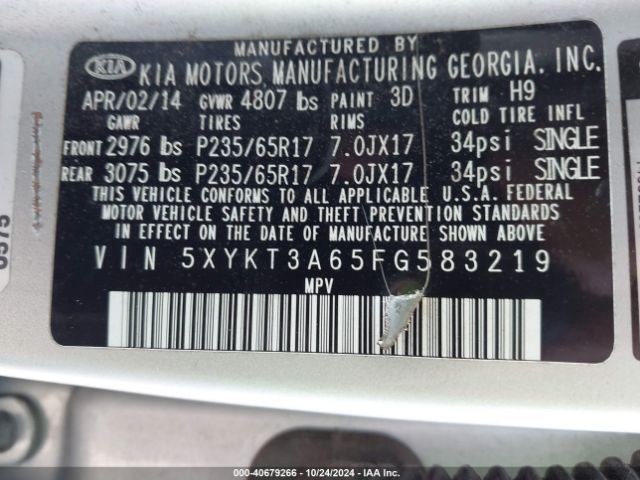 MANUFACTURED BY
KIA KIA MOTORS MANUFACTURING GEORGIA, INC.
APR/02/14 GVWR 4807 lbs PAINT 3D TRIM H9
GAWR TIRES RIMS COLD TIRE INFL
FRONT 2976 lbs P235/65R17 7.0JX17 34psi SINGLE
REAR 3075 lbs P235/65R17 7.0JX17 34psi SINGLE
THIS VEHICLE CONFORMS TO ALL APPLICABLE U.S.A. FEDERAL
MOTOR VEHICLE SAFETY AND THEFT PREVENTION STANDARDS
IN EFFECT ON THE DATE OF MANUFACTURE SHOWN ABOVE
VIN 5XYKT3A65FG583219
MPV
000-40679266 - 10/24/2024 - IAA Inc.